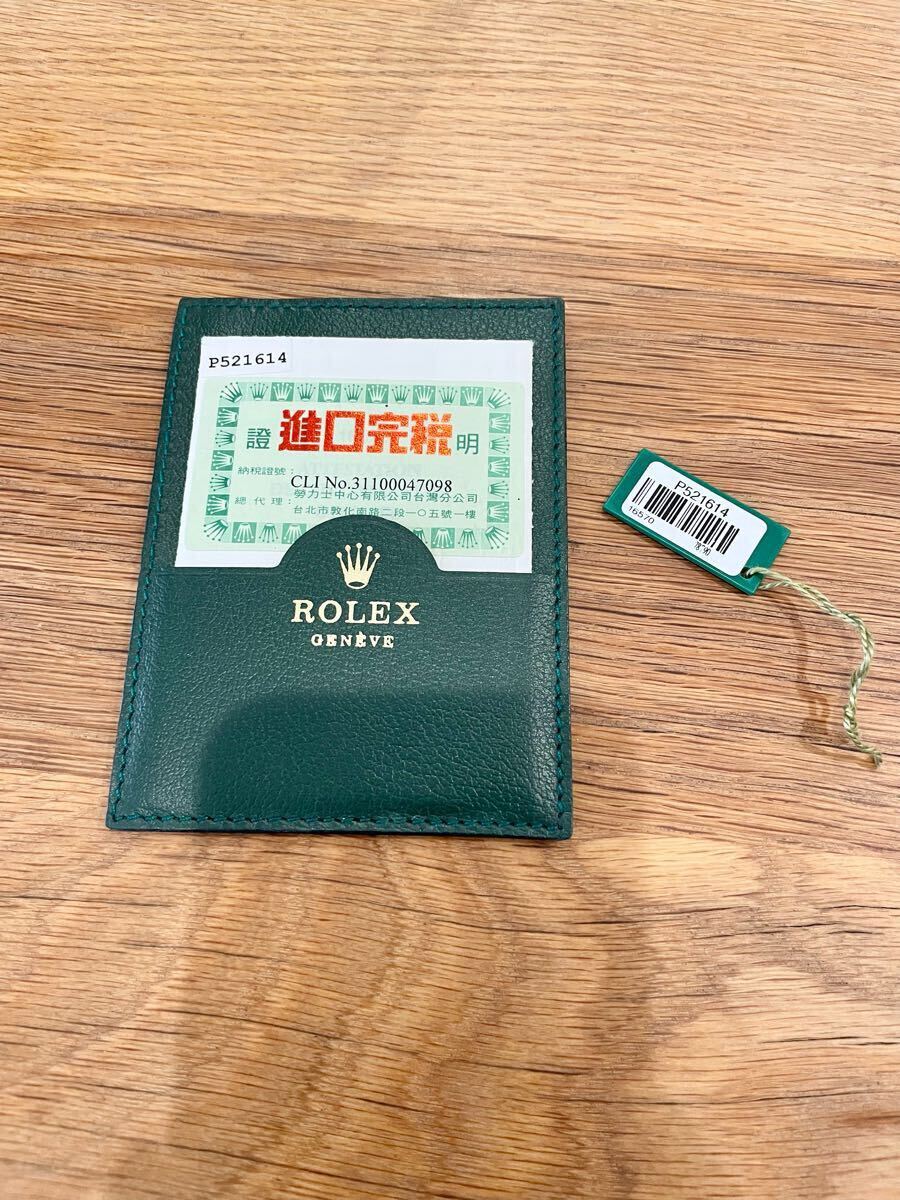 P521614
證 進口完稅 明
納稅證號：
CLI No.31100047098
總代理：勞力士中心有限公司台灣分公司
台北市敦化南路二段一〇五號一樓
ROLEX
GENÈVE
P521614
16570
78.90